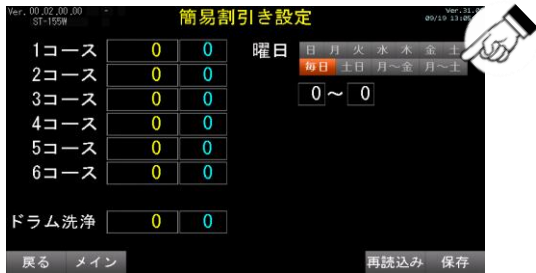 Ver. 00.02.00.00 -
ST-155W
簡易割引き設定
Ver.31.0
09/19 13:05
1コース 0 0
2コース 0 0
3コース 0 0
4コース 0 0
5コース 0 0
6コース 0 0
ドラム洗浄 0 0
曜日 日 月 火 水 木 金 土
毎日 土日 月～金 月～土
0 ～ 0
戻る メイン 再読込み 保存